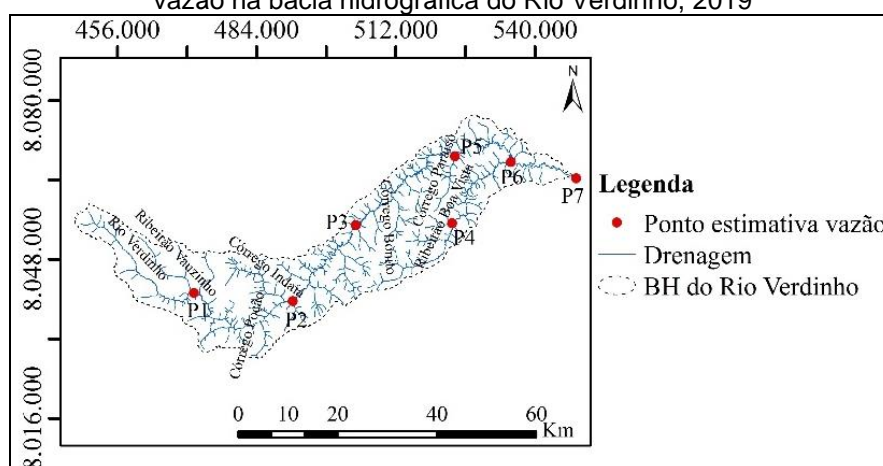 vazão na bacia hidrográfica do Rio Verdinho, 2019
456.000 484.000 512.000 540.000
8.080.000
8.048.000
8.016.000
N
P5
P6
P7
P3
P4
P1
P2
Rio Verdinho
Ribeirão Vauzinho
Córrego Indaiá
Córrego Poção
Córrego Bonito
Ribeirão Boa Vista
Legenda
Ponto estimativa vazão
Drenagem
BH do Rio Verdinho
0 10 20 40 60
Km